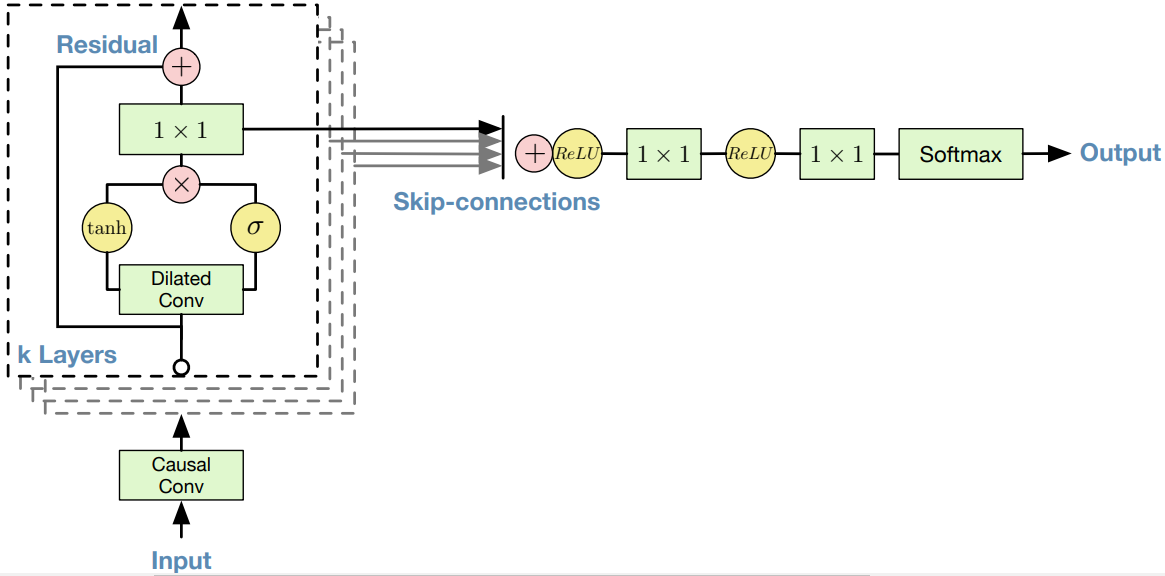 Residual
+
1 × 1
×
tanh
σ
Dilated
Conv
k Layers
Causal
Conv
Input
Skip-connections
+
ReLU
1 × 1
ReLU
1 × 1
Softmax
Output